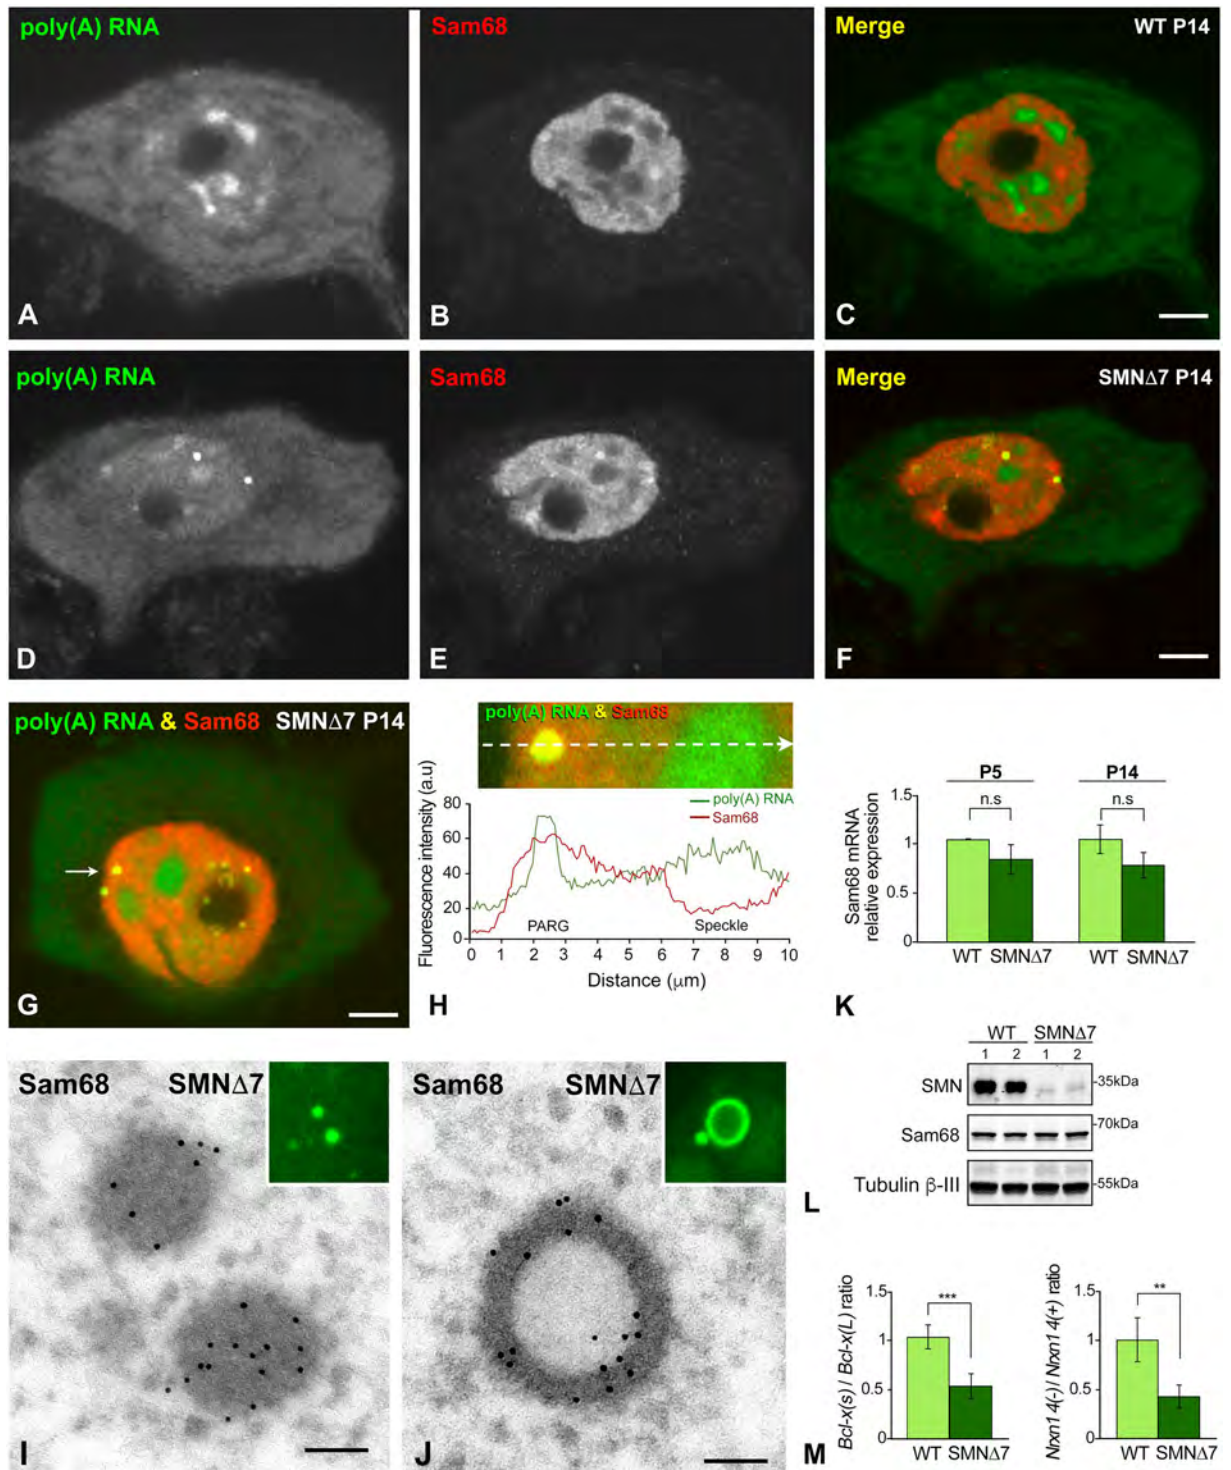 poly(A) RNA
Sam68
Merge WT P14
A
B
C
poly(A) RNA
Sam68
Merge SMNΔ7 P14
D
E
F
poly(A) RNA & Sam68 SMNΔ7 P14
G
poly(A) RNA & Sam68
Fluorescence intensity (a.u)
80
60
40
20
0
poly(A) RNA
Sam68
PARG
Speckle
0 1 2 3 4 5 6 7 8 9 10
Distance (μm)
H
P5 P14
n.s n.s
Sam68 mRNA
relative expression
1.5
1
0.5
0
WT SMNΔ7 WT SMNΔ7
K
Sam68 SMNΔ7
I
Sam68 SMNΔ7
J
WT SMNΔ7
1 2 1 2
SMN -35kDa
-70kDa
Sam68
Tubulin β-III -55kDa
L
Bcl-x(s) / Bcl-x(L) ratio
1.5
1
0.5
0
***
WT SMNΔ7
Nrxn1 4(-)/ Nrxn1 4(+) ratio
1.5
1
0.5
0
**
WT SMNΔ7
M